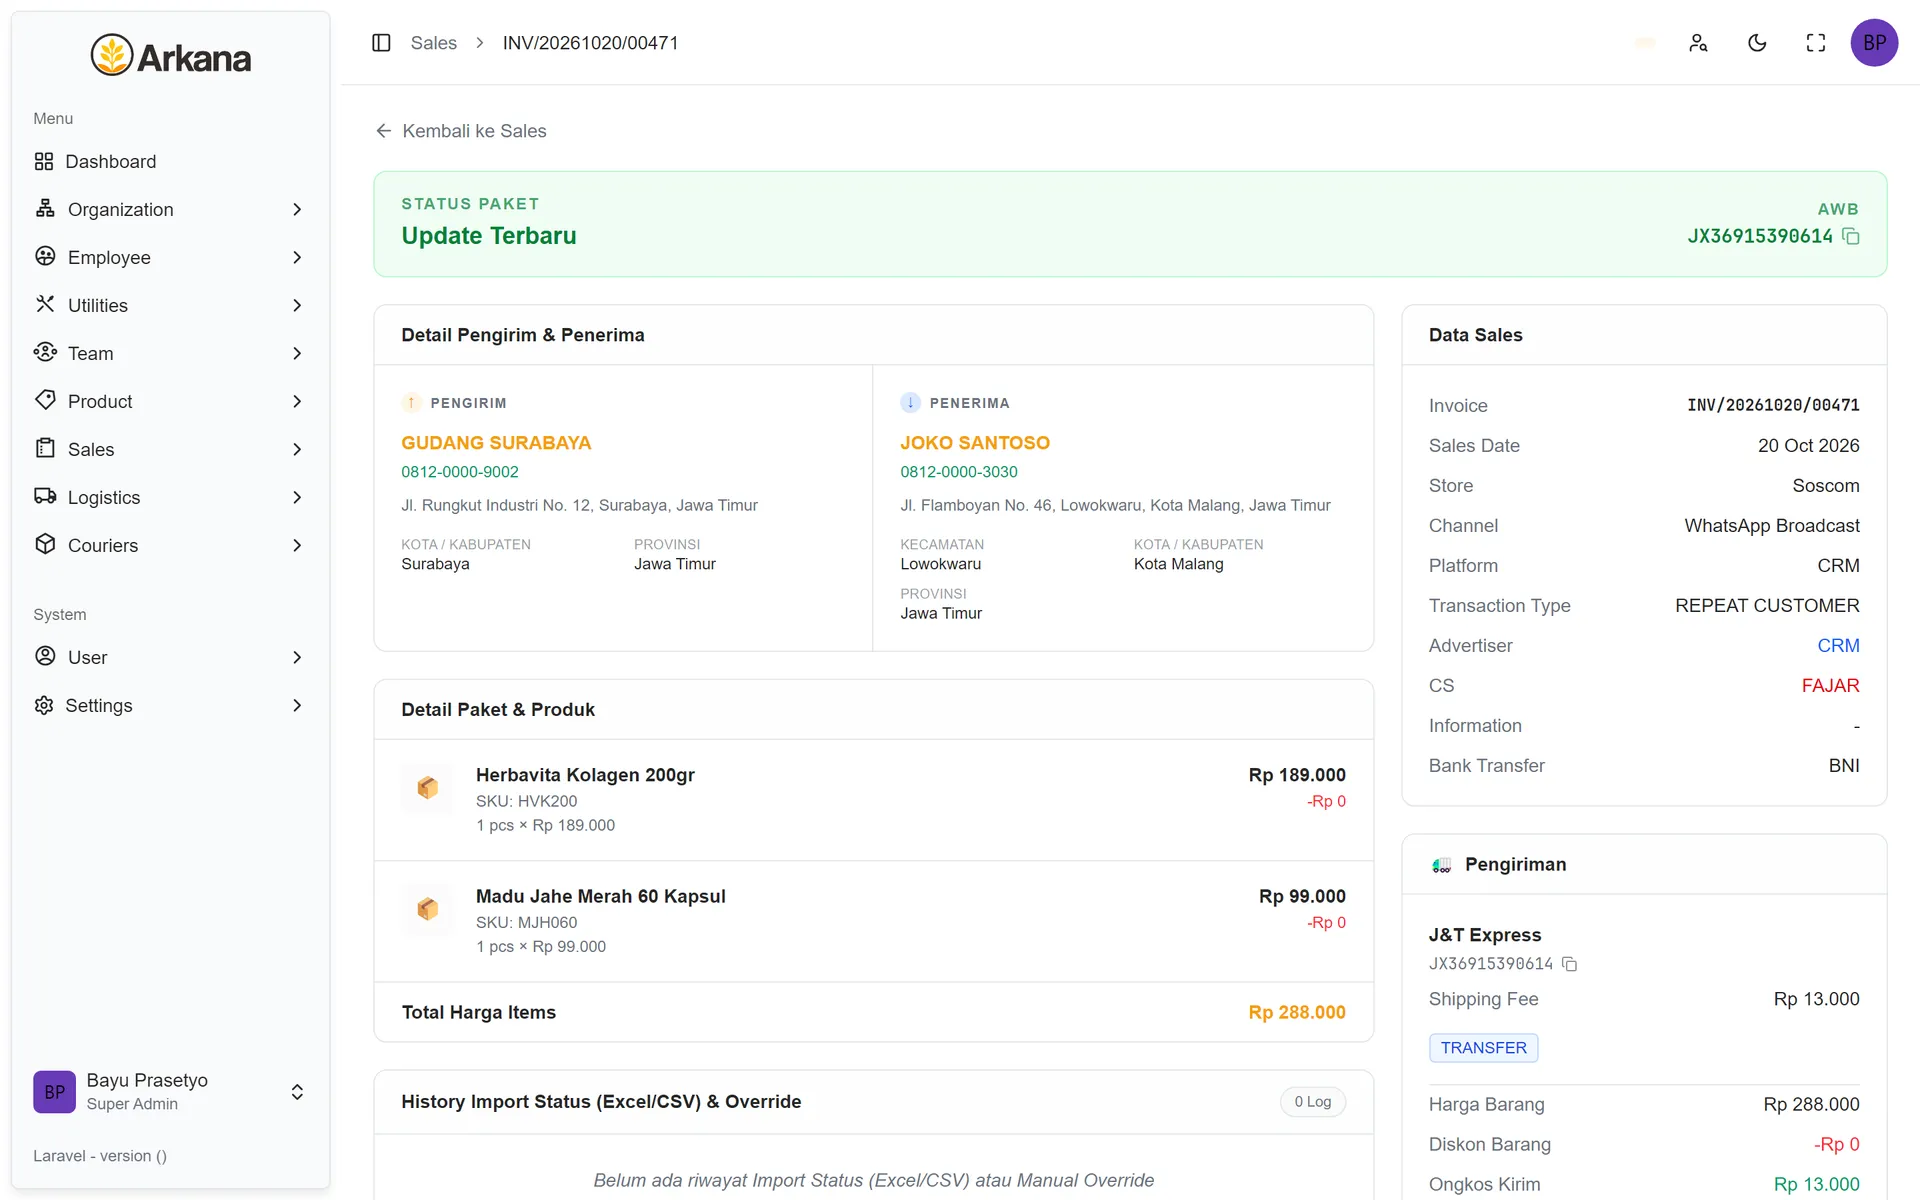 Arkana
Menu
Dashboard
Organization
Employee
Utilities
Team
Product
Sales
Logistics
Couriers
System
User
Settings
BP
Bayu Prasetyo
Super Admin
Laravel - version ()
Sales
INV/20261020/00471
BP
Kembali ke Sales
STATUS PAKET
Update Terbaru
AWB
JX36915390614
Detail Pengirim & Penerima
↑ PENGIRIM
GUDANG SURABAYA
0812-0000-9002
Jl. Rungkut Industri No. 12, Surabaya, Jawa Timur
KOTA / KABUPATEN PROVINSI
Surabaya Jawa Timur
↓ PENERIMA
JOKO SANTOSO
0812-0000-3030
Jl. Flamboyan No. 46, Lowokwaru, Kota Malang, Jawa Timur
KECAMATAN KOTA / KABUPATEN
Lowokwaru Kota Malang
PROVINSI
Jawa Timur
Detail Paket & Produk
Herbavita Kolagen 200gr Rp 189.000
SKU: HVK200 -Rp 0
1 pcs × Rp 189.000
Madu Jahe Merah 60 Kapsul Rp 99.000
SKU: MJH060 -Rp 0
1 pcs × Rp 99.000
Total Harga Items Rp 288.000
History Import Status (Excel/CSV) & Override 0 Log
Belum ada riwayat Import Status (Excel/CSV) atau Manual Override
Data Sales
Invoice INV/20261020/00471
Sales Date 20 Oct 2026
Store Soscom
Channel WhatsApp Broadcast
Platform CRM
Transaction Type REPEAT CUSTOMER
Advertiser CRM
CS FAJAR
Information -
Bank Transfer BNI
Pengiriman
J&T Express
JX36915390614
Shipping Fee Rp 13.000
TRANSFER
Harga Barang Rp 288.000
Diskon Barang -Rp 0
Ongkos Kirim Rp 13.000